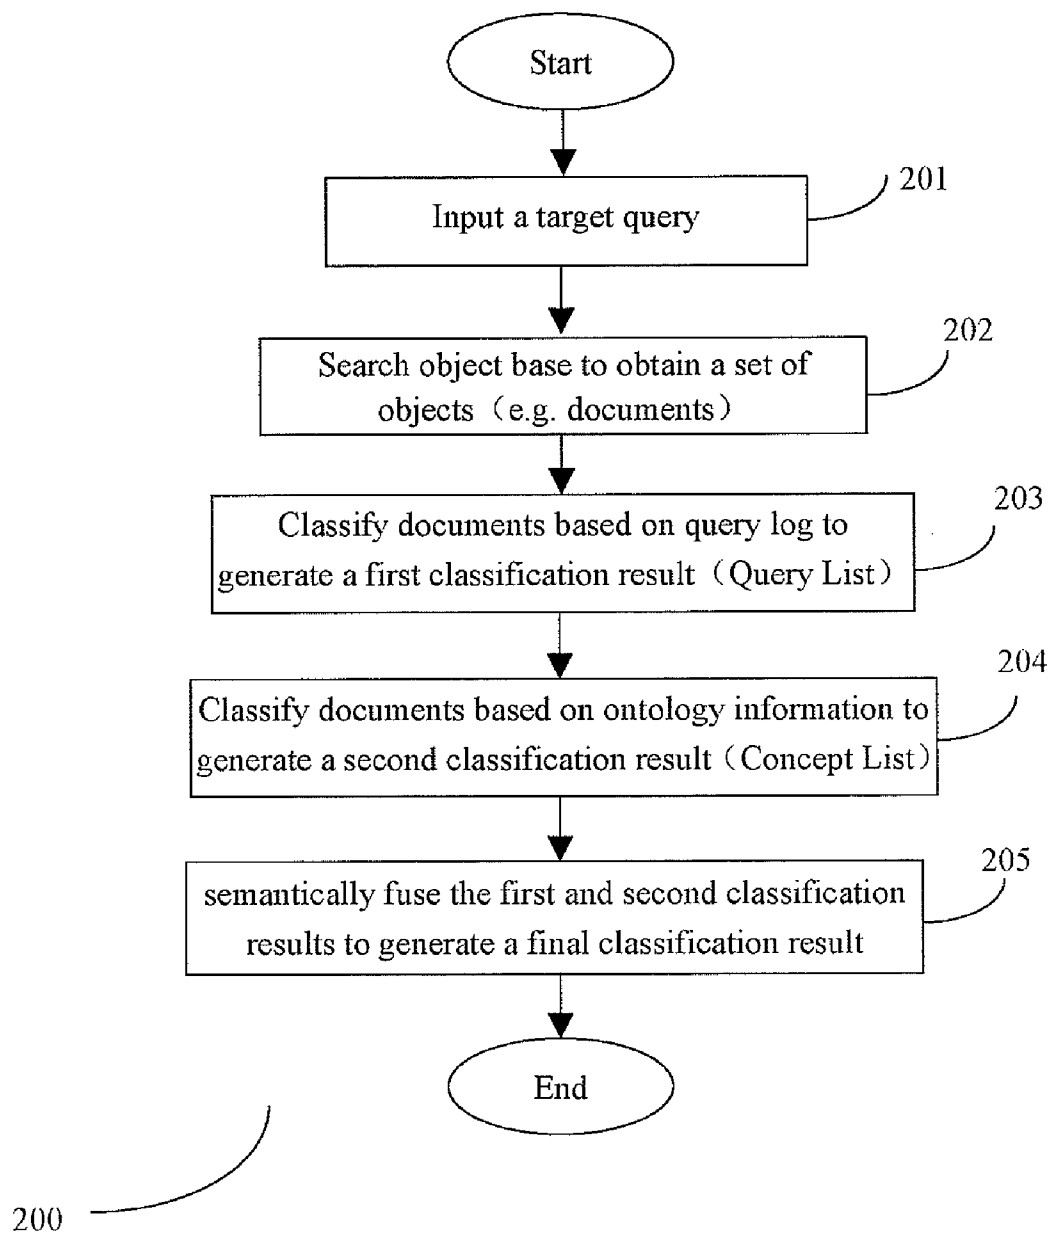 Start
Input a target query
201
Search object base to obtain a set of
objects（e.g. documents）
202
Classify documents based on query log to
generate a first classification result（Query List）
203
Classify documents based on ontology information to
generate a second classification result（Concept List）
204
semantically fuse the first and second classification
results to generate a final classification result
205
End
200